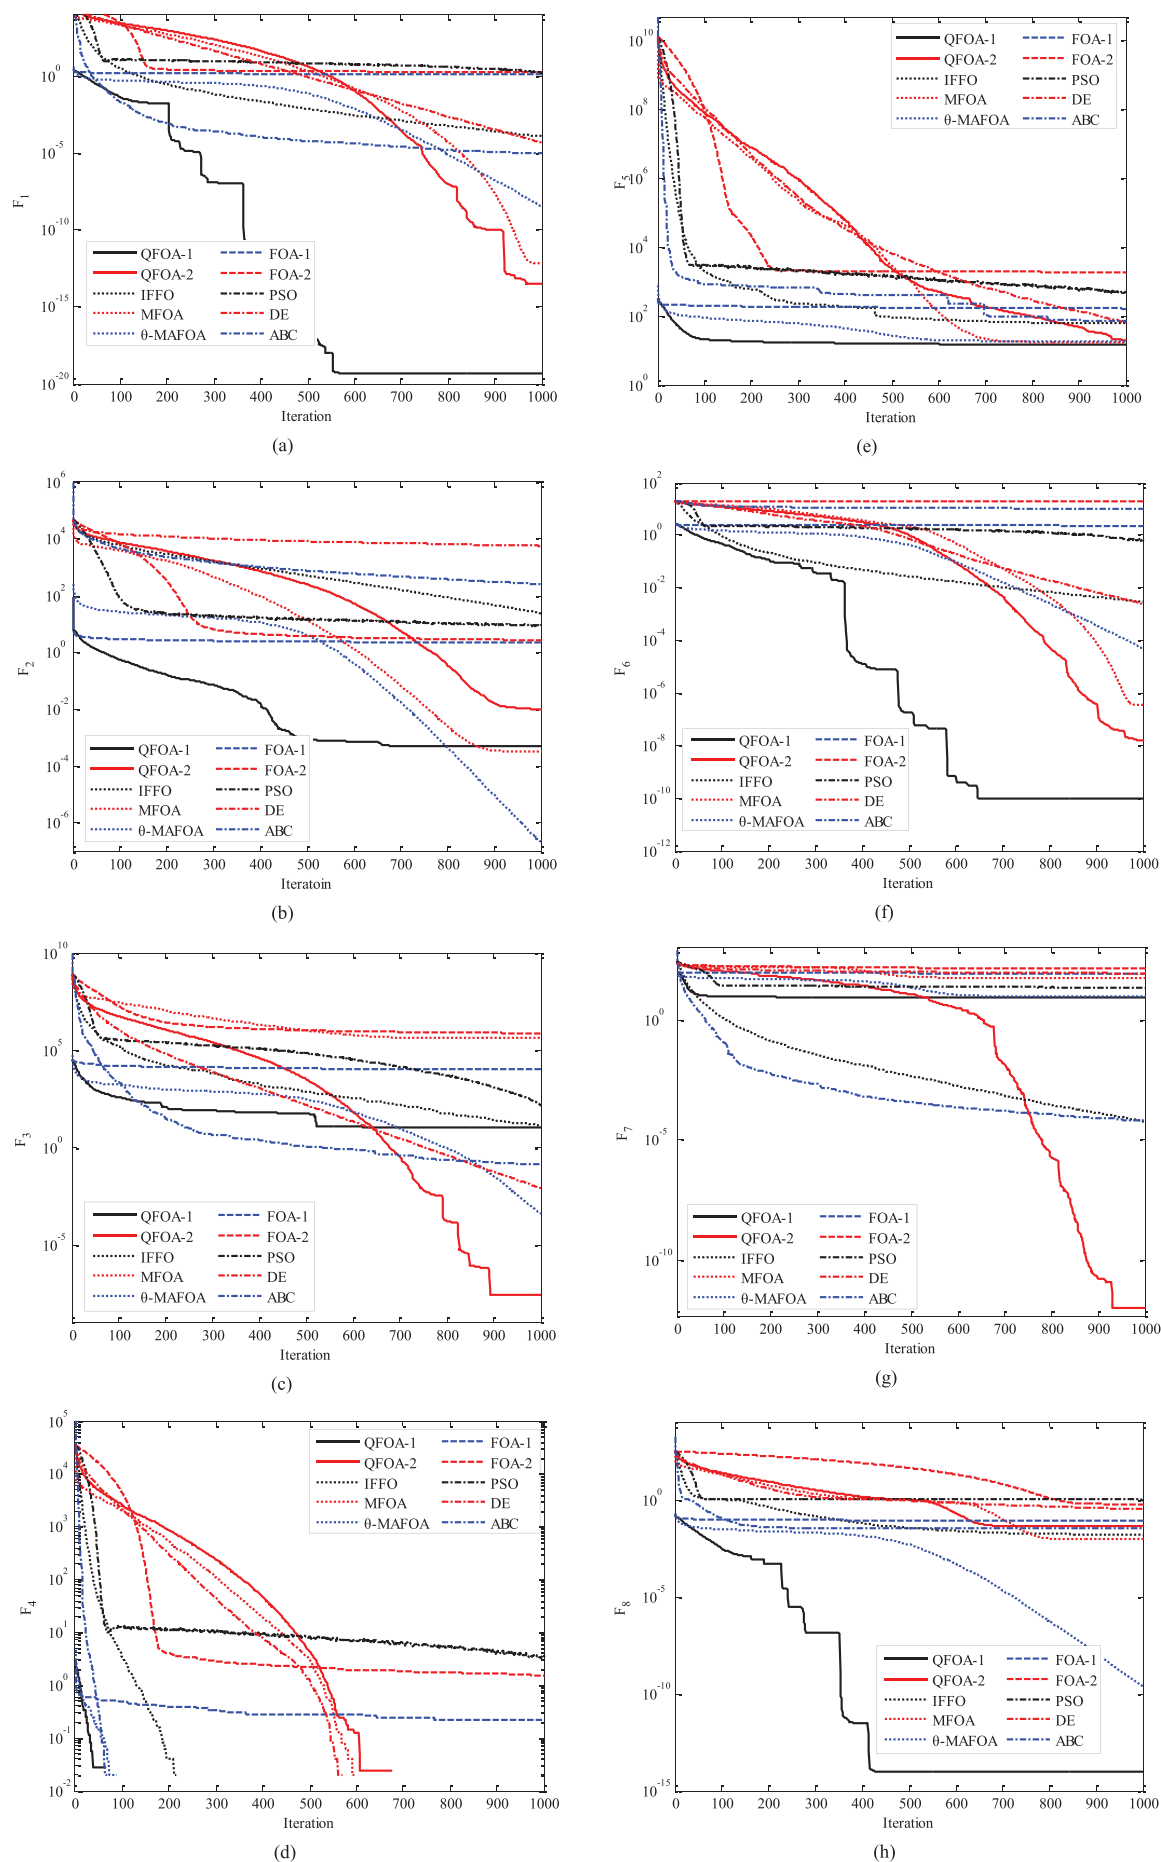 F1
10^0
10^-5
10^-10
10^-15
10^-20
QFOA-1
QFOA-2
IFFO
MFOA
θ-MAFOA
FOA-1
FOA-2
PSO
DE
ABC
0 100 200 300 400 500 600 700 800 900 1000
Iteration
(a)
F5
10^10
10^8
10^6
10^4
10^2
10^0
QFOA-1
QFOA-2
IFFO
MFOA
θ-MAFOA
FOA-1
FOA-2
PSO
DE
ABC
0 100 200 300 400 500 600 700 800 900 1000
Iteration
(e)
F2
10^6
10^4
10^2
10^0
10^-2
10^-4
10^-6
QFOA-1
QFOA-2
IFFO
MFOA
θ-MAFOA
FOA-1
FOA-2
PSO
DE
ABC
0 100 200 300 400 500 600 700 800 900 1000
Iteratoin
(b)
F6
10^2
10^0
10^-2
10^-4
10^-6
10^-8
10^-10
10^-12
QFOA-1
QFOA-2
IFFO
MFOA
θ-MAFOA
FOA-1
FOA-2
PSO
DE
ABC
0 100 200 300 400 500 600 700 800 900 1000
Iteration
(f)
F3
10^10
10^5
10^0
10^-5
QFOA-1
QFOA-2
IFFO
MFOA
θ-MAFOA
FOA-1
FOA-2
PSO
DE
ABC
0 100 200 300 400 500 600 700 800 900 1000
Iteration
(c)
F7
10^0
10^-5
10^-10
QFOA-1
QFOA-2
IFFO
MFOA
θ-MAFOA
FOA-1
FOA-2
PSO
DE
ABC
0 100 200 300 400 500 600 700 800 900 1000
Iteration
(g)
F4
10^5
10^4
10^3
10^2
10^1
10^0
10^-1
10^-2
QFOA-1
QFOA-2
IFFO
MFOA
θ-MAFOA
FOA-1
FOA-2
PSO
DE
ABC
0 100 200 300 400 500 600 700 800 900 1000
Iteration
(d)
F8
10^0
10^-5
10^-10
10^-15
QFOA-1
QFOA-2
IFFO
MFOA
θ-MAFOA
FOA-1
FOA-2
PSO
DE
ABC
0 100 200 300 400 500 600 700 800 900 1000
Iteration
(h)